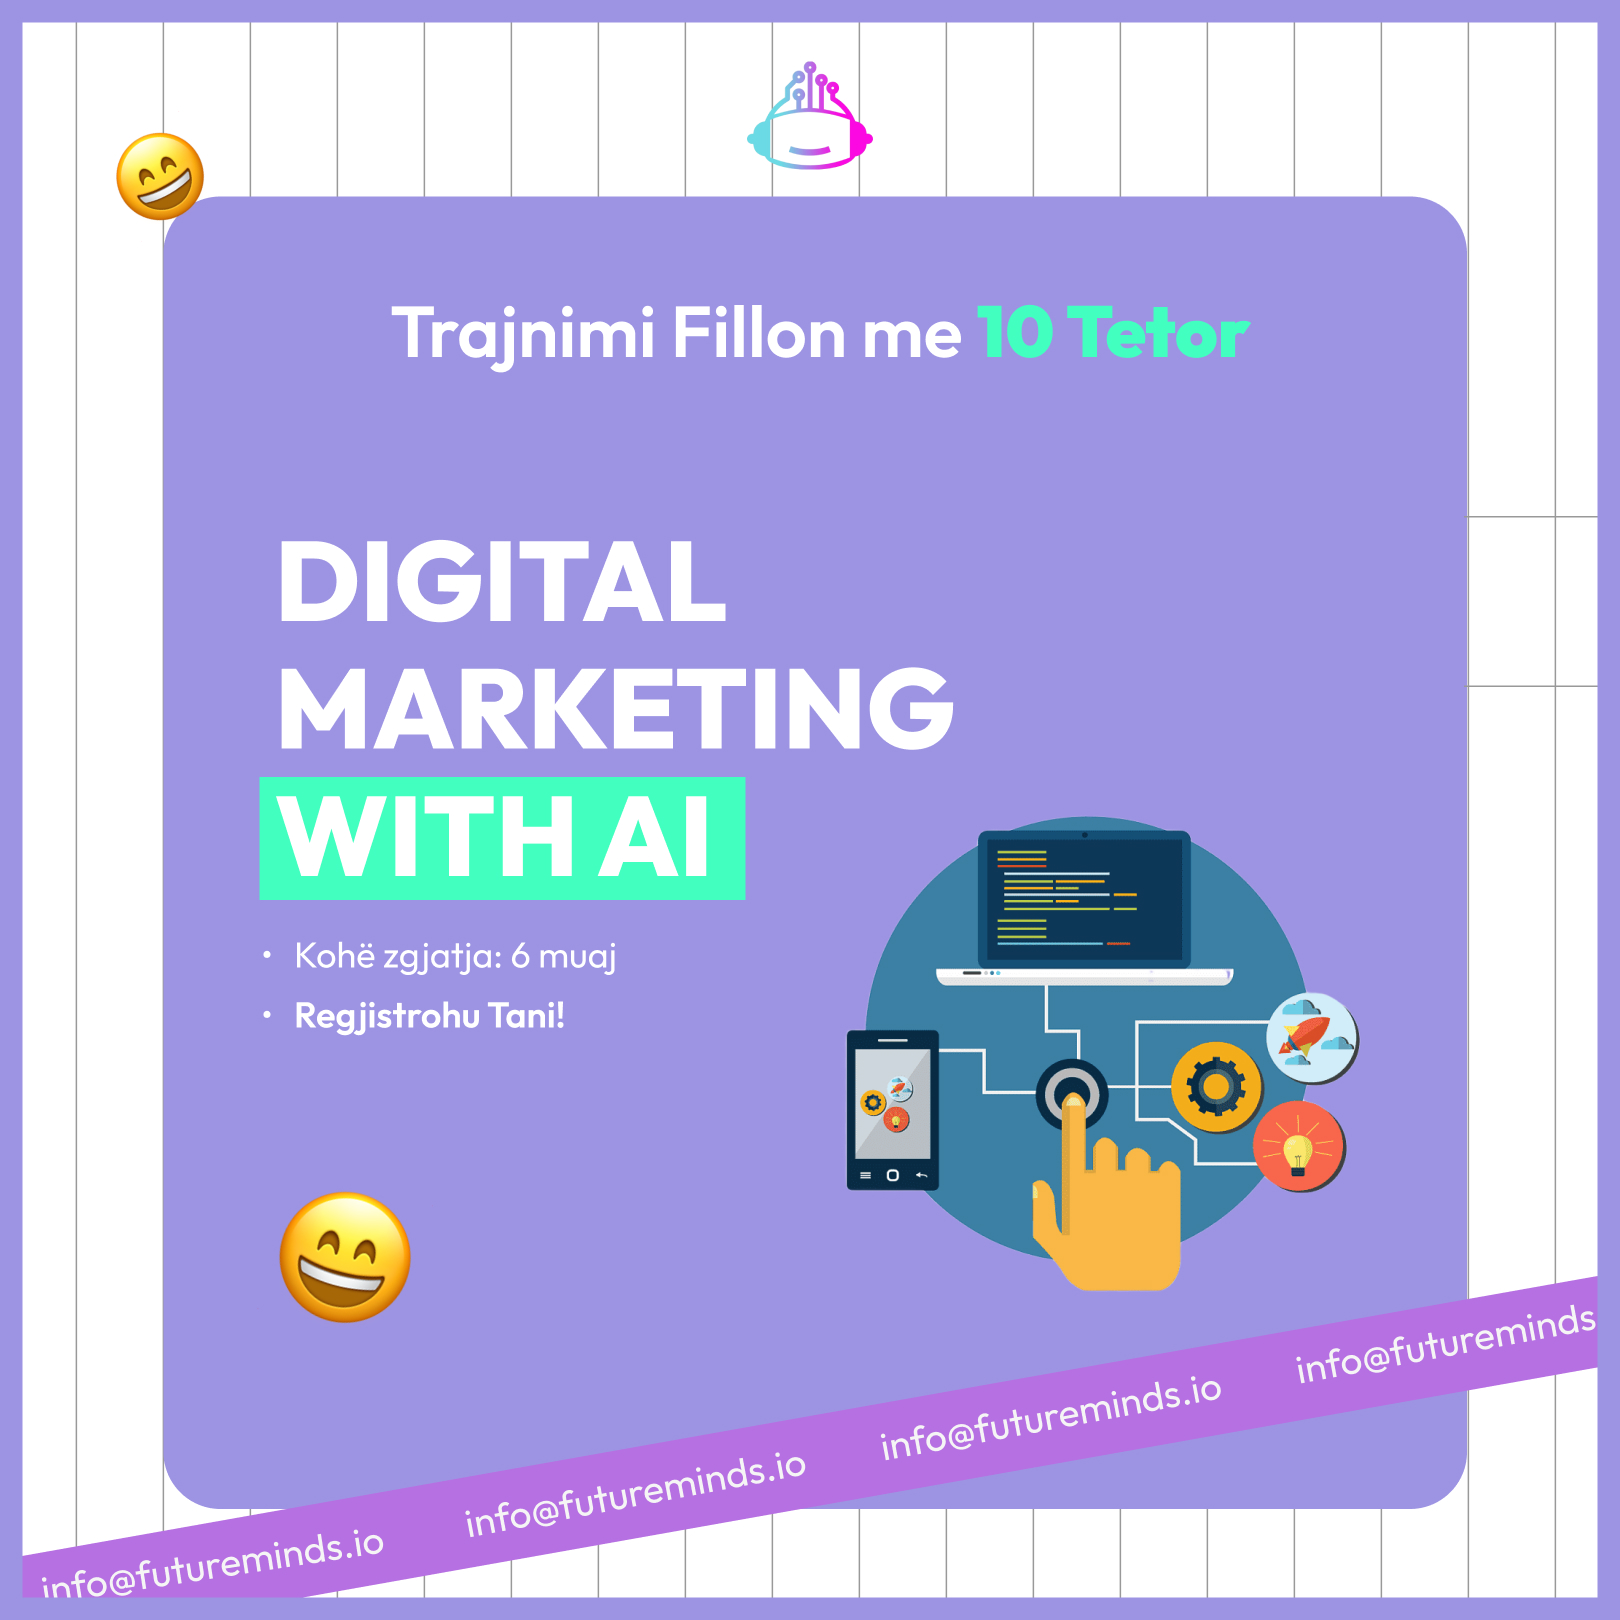 Trajnimi Fillon me 10 Tetor
DIGITAL
MARKETING
WITH AI
• Kohë zgjatja: 6 muaj
• Regjistrohu Tani!
info@futureminds.io info@futureminds.io info@futureminds.io info@futureminds